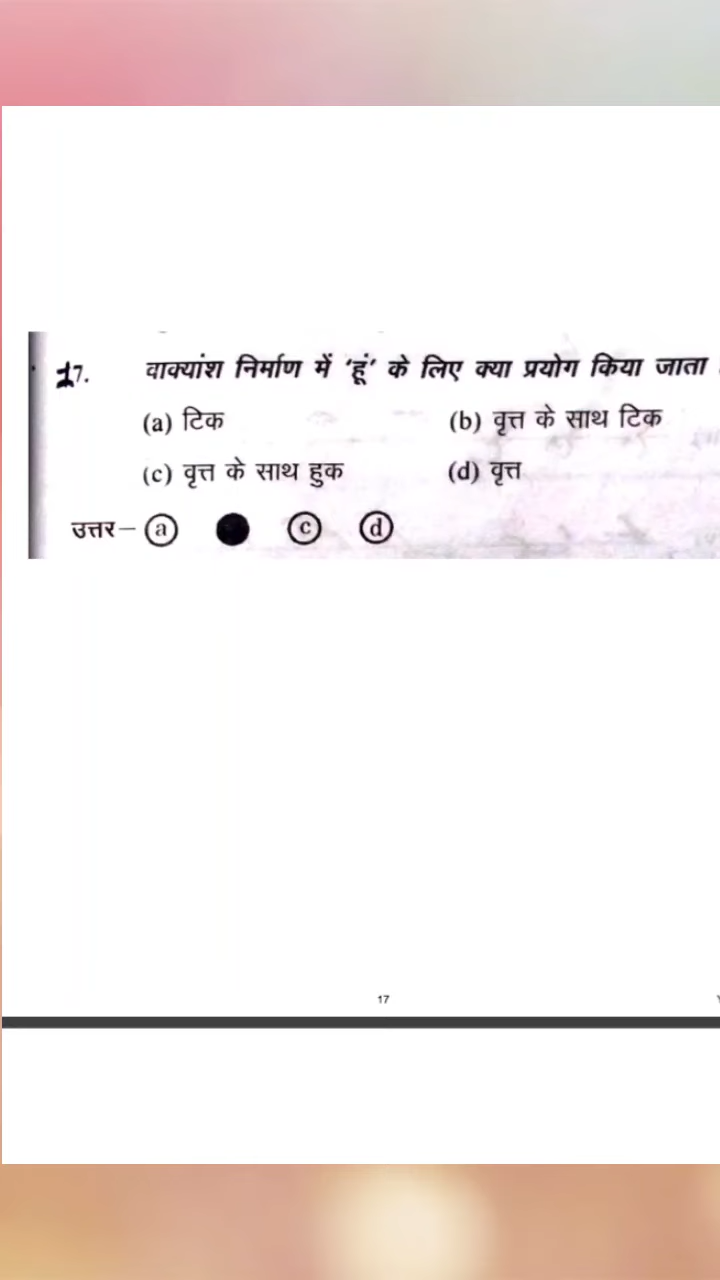 17. वाक्यांश निर्माण में ‘हूं’ के लिए क्या प्रयोग किया जाता
(a) टिक (b) वृत्त के साथ टिक
(c) वृत्त के साथ हुक (d) वृत्त
उत्तर– (a) ● (c) (d)
17